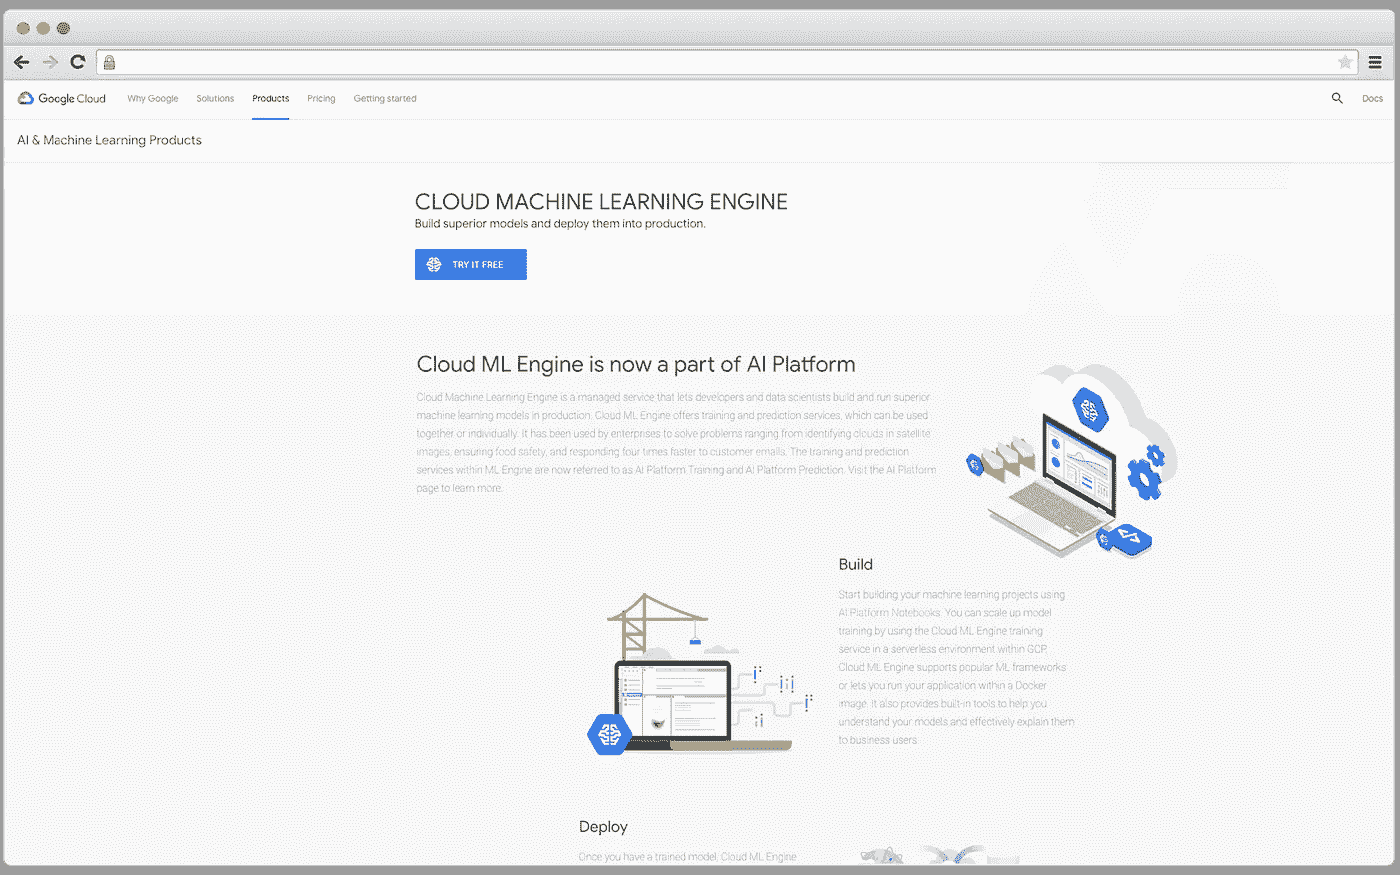 Google Cloud Why Google Solutions Products Pricing Getting started Docs
AI & Machine Learning Products
CLOUD MACHINE LEARNING ENGINE
Build superior models and deploy them into production.
TRY IT FREE
Cloud ML Engine is now a part of AI Platform
Cloud Machine Learning Engine is a managed service that lets developers and data scientists build and run superior
machine learning models in production. Cloud ML Engine offers training and prediction services, which can be used
together or individually. It has been used by enterprises to solve problems ranging from identifying clouds in satellite
images, ensuring food safety, and responding four times faster to customer emails. The training and prediction
services within ML Engine are now referred to as AI Platform Training and AI Platform Prediction. Visit the AI Platform
page to learn more.
Build
Start building your machine learning projects using
AI Platform Notebooks. You can scale up model
training by using the Cloud ML Engine training
service in a serverless environment within GCP.
Cloud ML Engine supports popular ML frameworks
or lets you run your application within a Docker
image. It also provides built-in tools to help you
understand your models and effectively explain them
to business users.
Deploy
Once you have a trained model, Cloud ML Engine